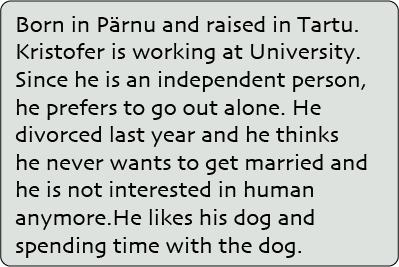 Born in Pärnu and raised in Tartu.
Kristofer is working at University.
Since he is an independent person,
he prefers to go out alone. He
divorced last year and he thinks
he never wants to get married and
he is not interested in human
anymore.He likes his dog and
spending time with the dog.